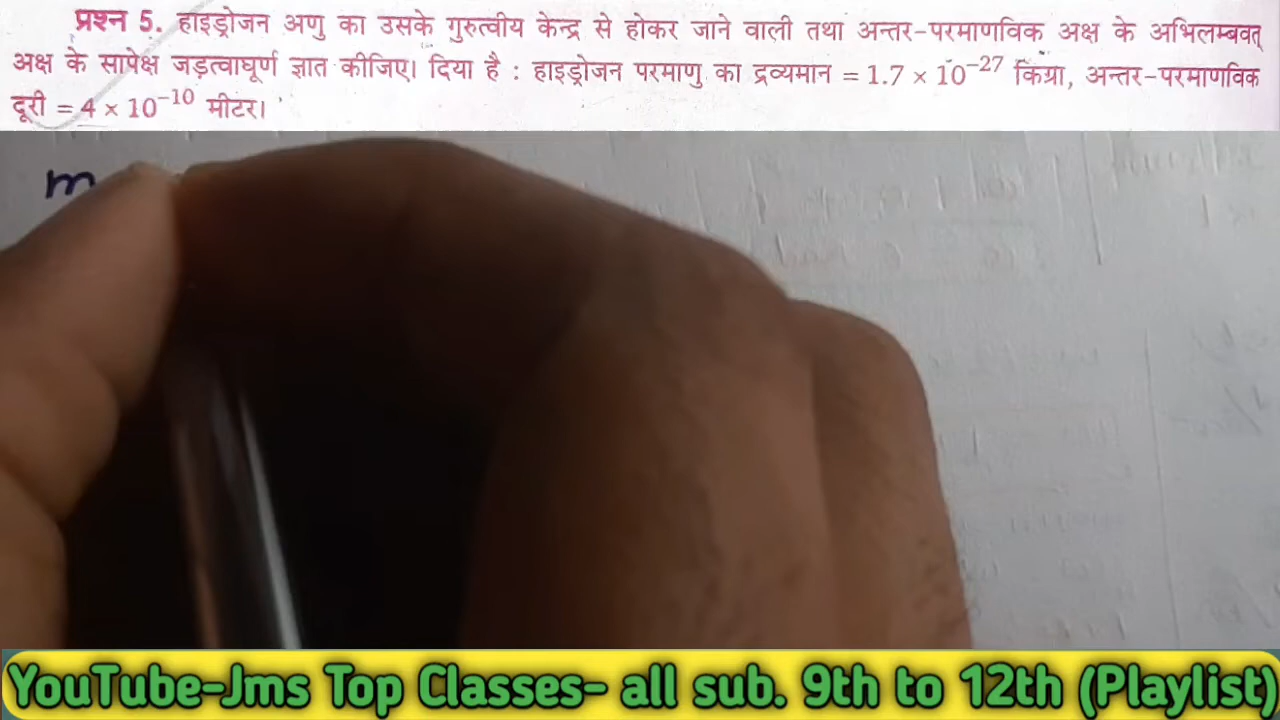 प्रश्न 5. हाइड्रोजन अणु का उसके गुरुत्वीय केन्द्र से होकर जाने वाली तथा अन्तर-परमाणविक अक्ष के अभिलम्बवत्
अक्ष के सापेक्ष जड़त्वाघूर्ण ज्ञात कीजिए। दिया है : हाइड्रोजन परमाणु का द्रव्यमान = 1.7 × 10⁻²⁷ किग्रा, अन्तर-परमाणविक
दूरी = 4 × 10⁻¹⁰ मीटर।
m
YouTube-Jms Top Classes- all sub. 9th to 12th (Playlist)